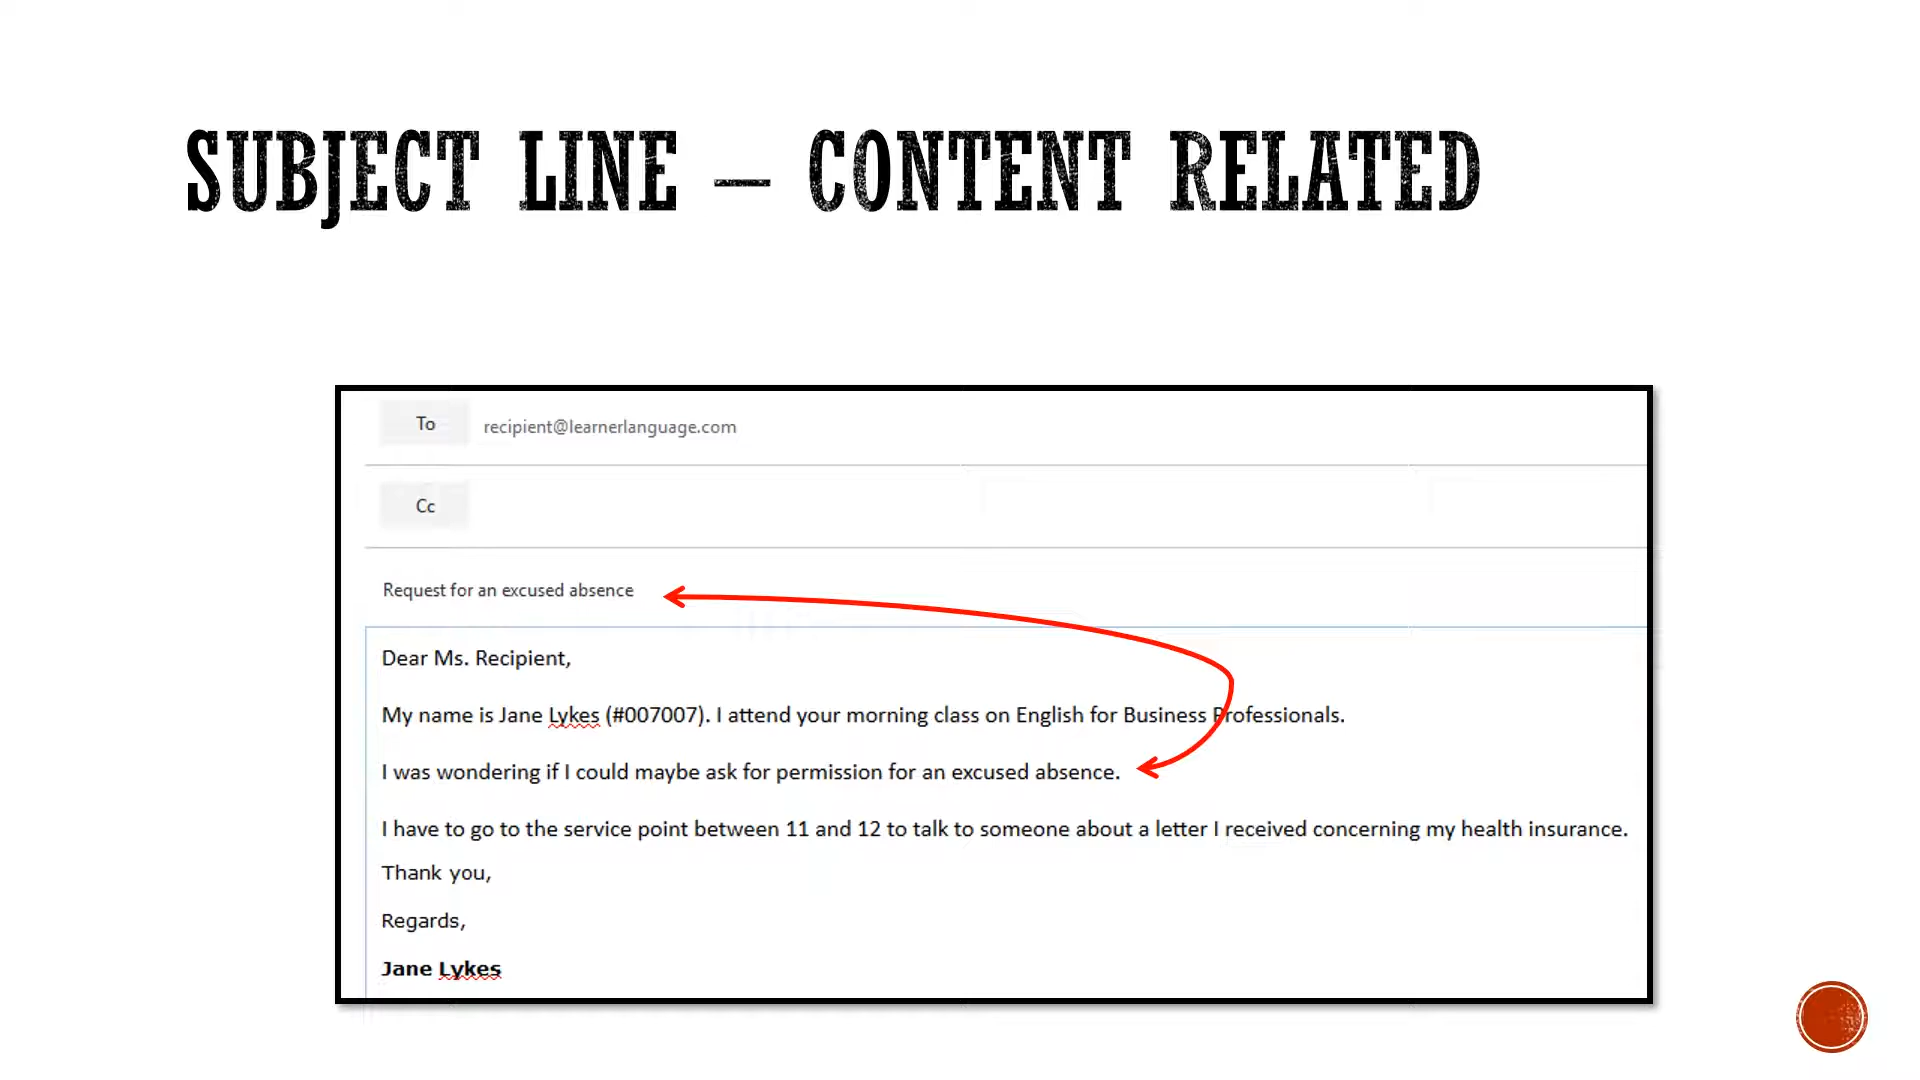 SUBJECT LINE – CONTENT RELATED
To recipient@learnerlanguage.com
Cc
Request for an excused absence
Dear Ms. Recipient,
My name is Jane Lykes (#007007). I attend your morning class on English for Business Professionals.
I was wondering if I could maybe ask for permission for an excused absence.
I have to go to the service point between 11 and 12 to talk to someone about a letter I received concerning my health insurance.
Thank you,
Regards,
Jane Lykes